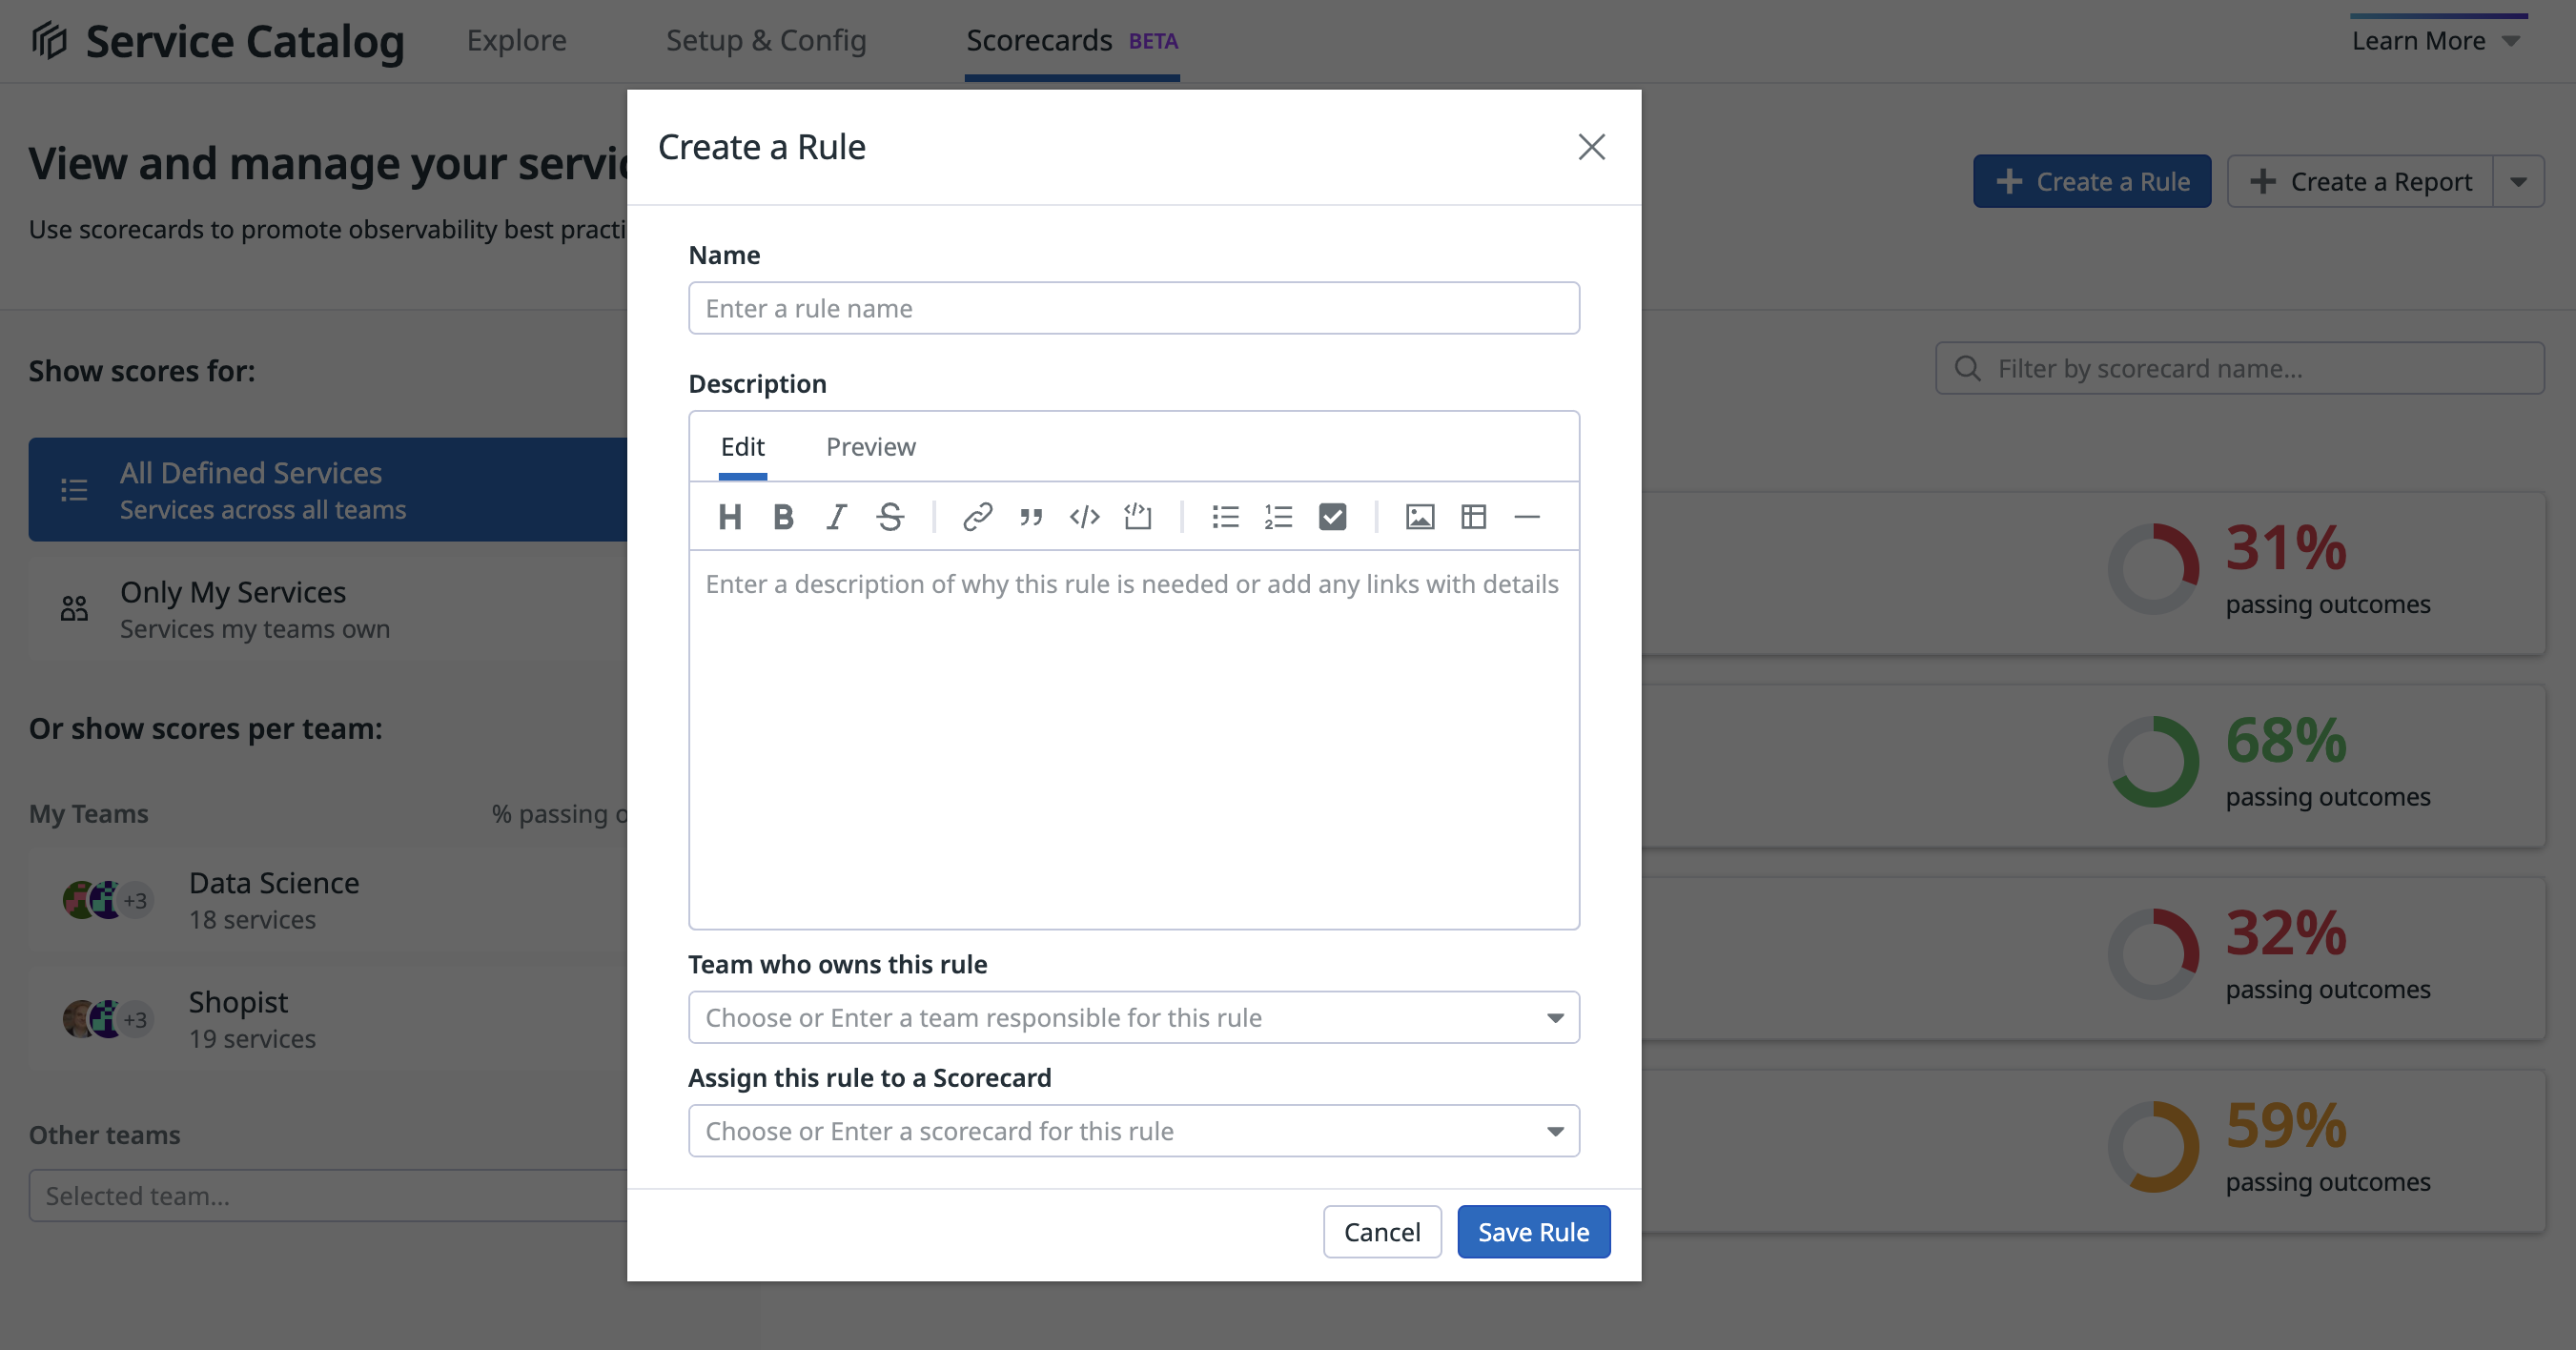 Service Catalog
Explore
Setup & Config
Scorecards BETA
Learn More
View and manage your servic
Use scorecards to promote observability best practi
Create a Rule
Create a Report
Show scores for:
Filter by scorecard name...
All Defined Services
Services across all teams
Only My Services
Services my teams own
Or show scores per team:
My Teams
% passing o
+3
Data Science
18 services
+3
Shopist
19 services
Other teams
Selected team...
Create a Rule
Name
Enter a rule name
Description
Edit
Preview
Enter a description of why this rule is needed or add any links with details
Team who owns this rule
Choose or Enter a team responsible for this rule
Assign this rule to a Scorecard
Choose or Enter a scorecard for this rule
Cancel
Save Rule
31%
passing outcomes
68%
passing outcomes
32%
passing outcomes
59%
passing outcomes